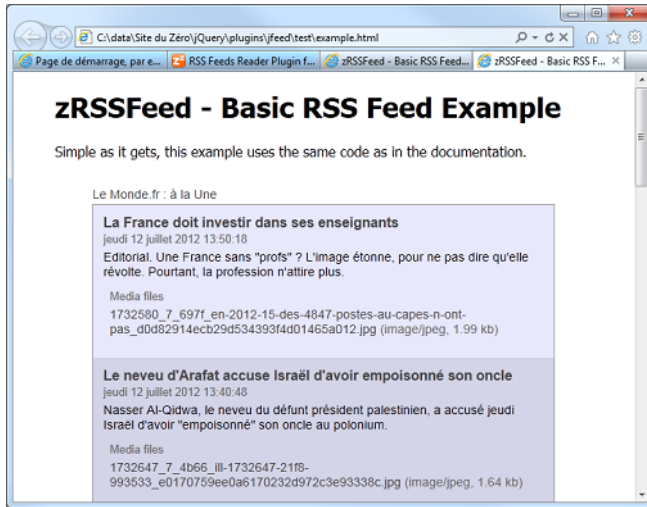 C:\data\Site du Zéro\jQuery\plugins\jfeed\test\example.html
Page de démarrage, par e...
RSS Feeds Reader Plugin f...
zRSSFeed - Basic RSS Feed...
zRSSFeed - Basic RSS F...
zRSSFeed - Basic RSS Feed Example
Simple as it gets, this example uses the same code as in the documentation.
Le Monde.fr : à la Une
La France doit investir dans ses enseignants
jeudi 12 juillet 2012 13:50:18
Editorial. Une France sans "profs" ? L'image étonne, pour ne pas dire qu'elle
révolte. Pourtant, la profession n'attire plus.
Media files
1732580_7_697f_en-2012-15-des-4847-postes-au-capes-n-ont-
pas_d0d82914ecb29d534393f4d01465a012.jpg (image/jpeg, 1.99 kb)
Le neveu d'Arafat accuse Israël d'avoir empoisonné son oncle
jeudi 12 juillet 2012 13:40:48
Nasser Al-Qidwa, le neveu du défunt président palestinien, a accusé jeudi
Israël d'avoir "empoisonné" son oncle au polonium.
Media files
1732647_7_4b66_ill-1732647-21f8-
993533_e0170759ee0a6170232d972c3e93338c.jpg (image/jpeg, 1.64 kb)